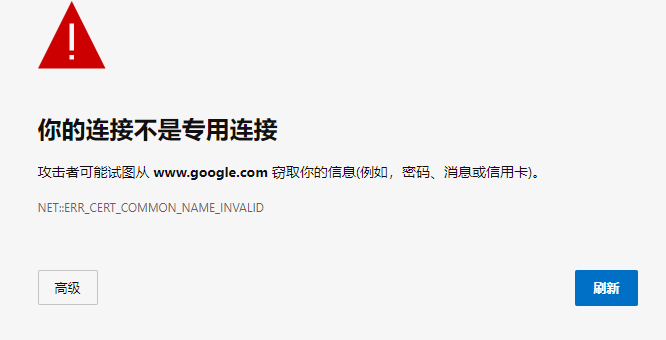 你的连接不是专用连接
攻击者可能试图从 www.google.com 窃取你的信息(例如，密码、消息或信用卡)。
NET::ERR_CERT_COMMON_NAME_INVALID
高级
刷新